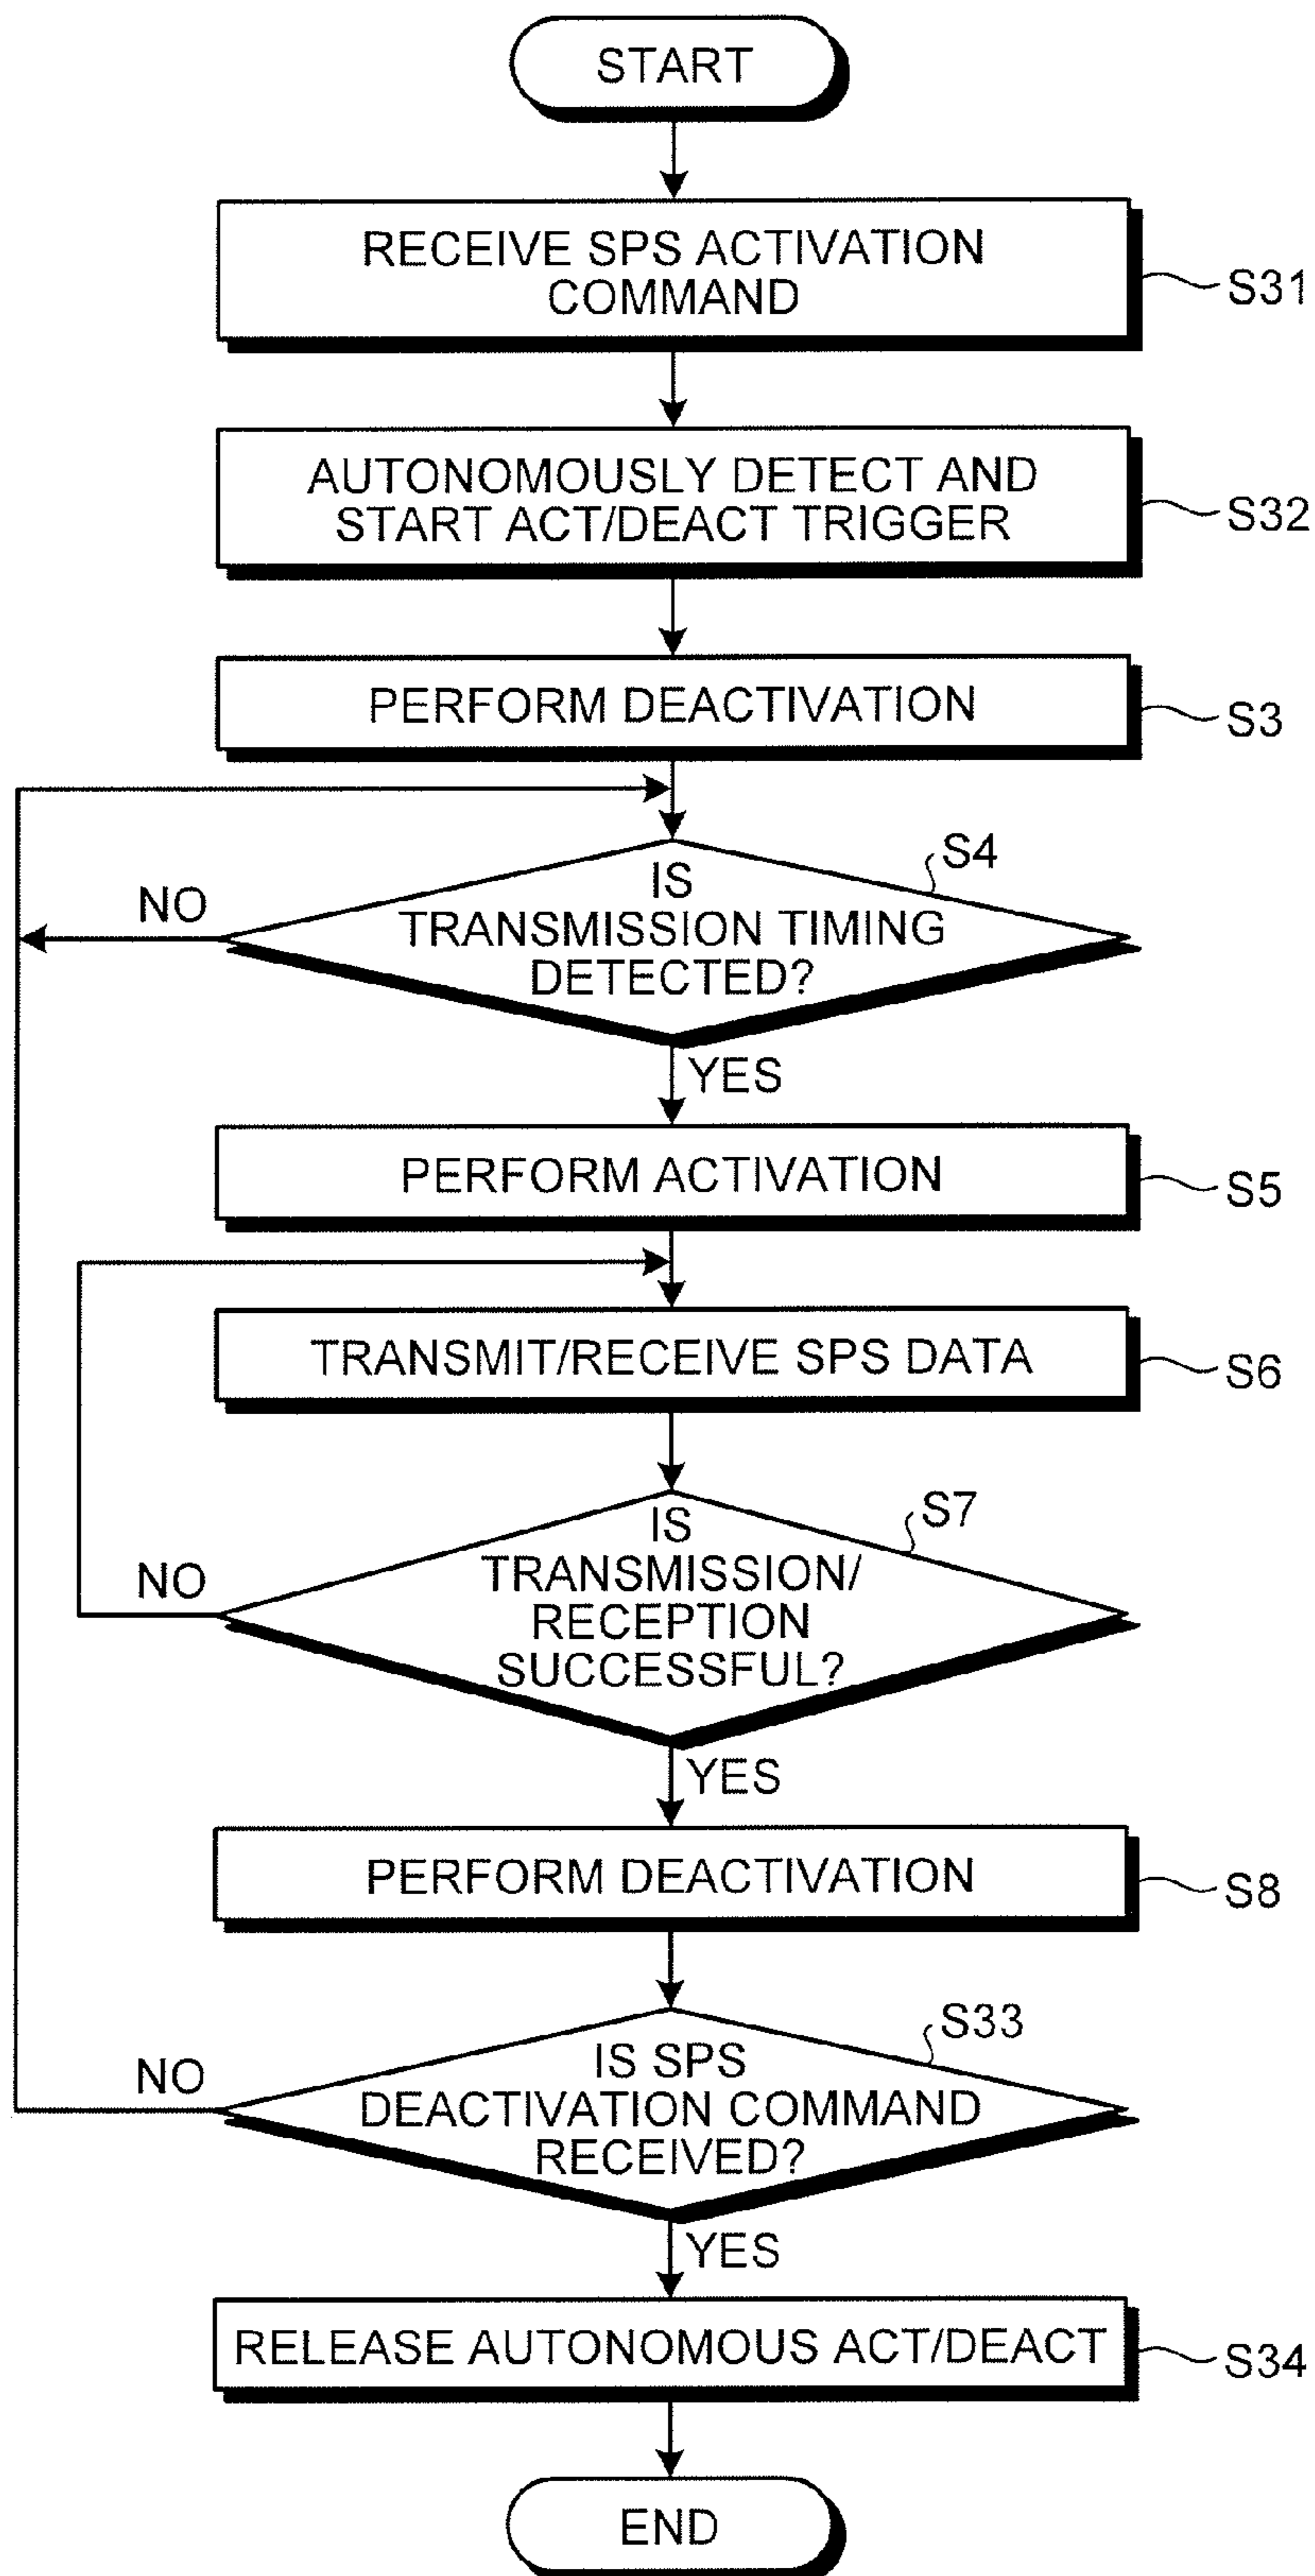 START
RECEIVE SPS ACTIVATION
COMMAND
S31
AUTONOMOUSLY DETECT AND
START ACT/DEACT TRIGGER
S32
PERFORM DEACTIVATION
S3
S4
IS
TRANSMISSION TIMING
DETECTED?
NO
YES
PERFORM ACTIVATION
S5
TRANSMIT/RECEIVE SPS DATA
S6
S7
IS
TRANSMISSION/
RECEPTION
SUCCESSFUL?
NO
YES
PERFORM DEACTIVATION
S8
S33
IS SPS
DEACTIVATION COMMAND
RECEIVED?
NO
YES
RELEASE AUTONOMOUS ACT/DEACT
S34
END